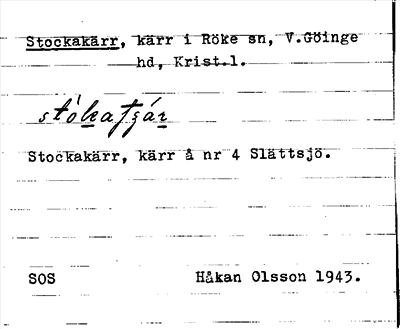 Stockakärr, kärr i Röke sn, V.Göinge
hd, Krist.l.
Stockakärr, kärr å nr 4 Slättsjö.
SOS Håkan Olsson 1943.